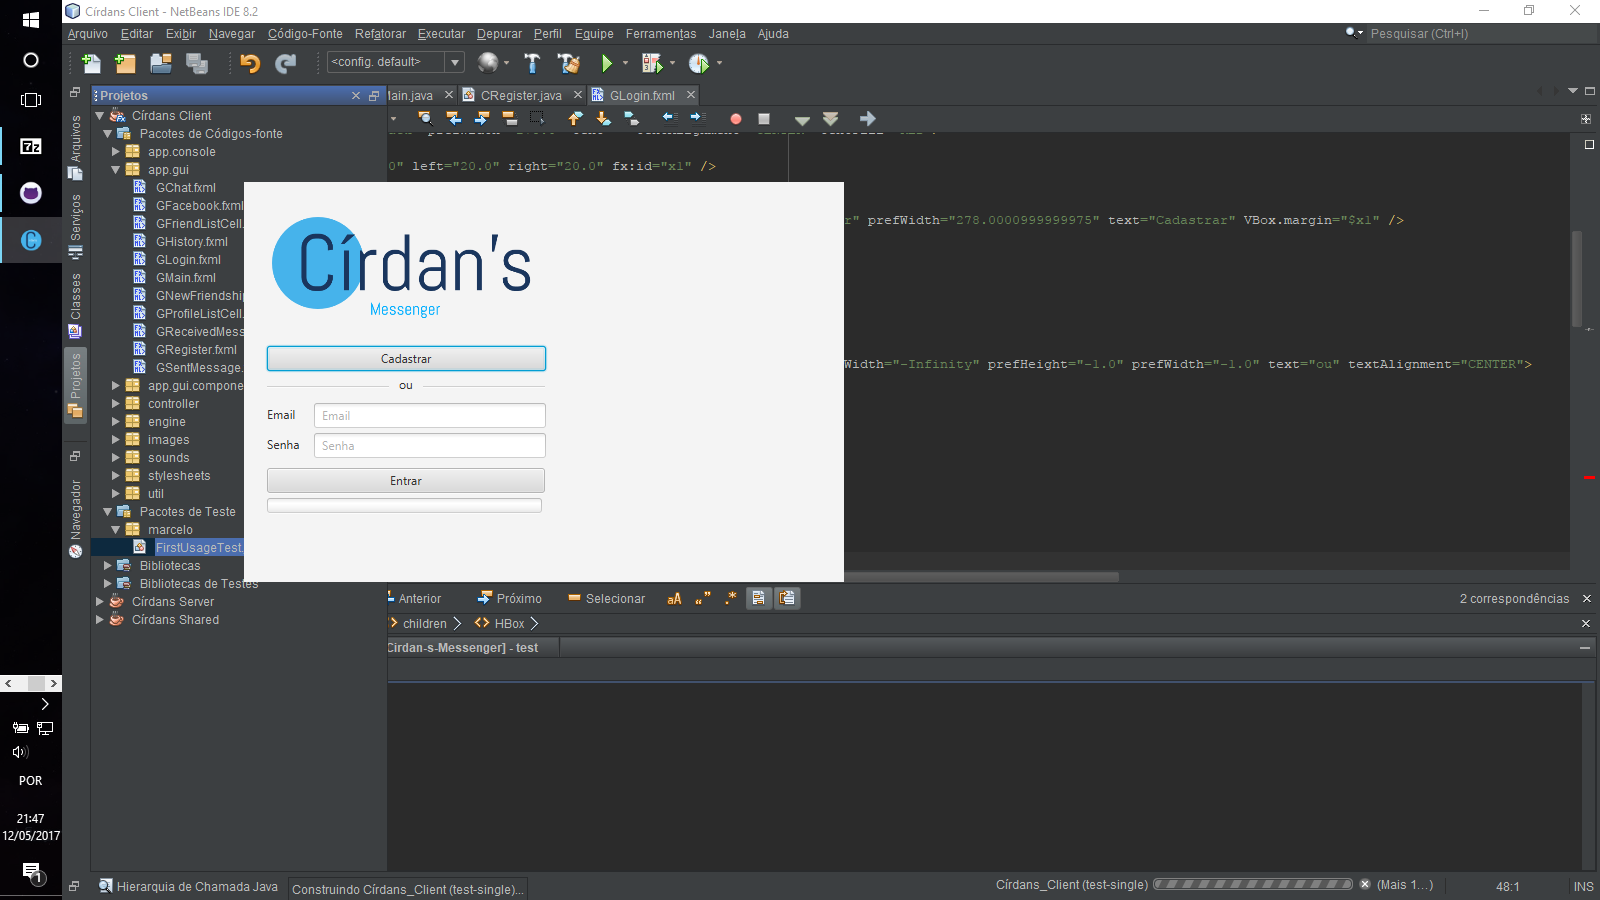 Círdans Client - NetBeans IDE 8.2
Arquivo Editar Exibir Navegar Código-Fonte Refatorar Executar Depurar Perfil Equipe Ferramentas Janela Ajuda
Pesquisar (Ctrl+I)
<config. default>
Projetos
Main.java
CRegister.java
GLogin.fxml
Arquivos
Serviços
Classes
Projetos
Navegador
Círdans Client
Pacotes de Códigos-fonte
app.console
app.gui
GChat.fxml
GFacebook.fxml
GFriendListCell.
GHistory.fxml
GLogin.fxml
GMain.fxml
GNewFriendship
GProfileListCell.
GReceivedMess
GRegister.fxml
GSentMessage.
app.gui.compone
controller
engine
images
sounds
stylesheets
util
Pacotes de Teste
marcelo
FirstUsageTest.
Bibliotecas
Bibliotecas de Testes
Círdans Server
Círdans Shared
0" left="20.0" right="20.0" fx:id="x1" />
r" prefWidth="278.0000999999975" text="Cadastrar" VBox.margin="$x1" />
Width="-Infinity" prefHeight="-1.0" prefWidth="-1.0" text="ou" textAlignment="CENTER">
Círdan's
Messenger
Cadastrar
ou
Email
Email
Senha
Senha
Entrar
Anterior
Próximo
Selecionar
aA
2 correspondências
children
HBox
Cirdan-s-Messenger] - test
POR
21:47
12/05/2017
1
Hierarquia de Chamada Java
Construindo Círdans_Client (test-single)...
Círdans_Client (test-single)
(Mais 1...)
48:1
INS